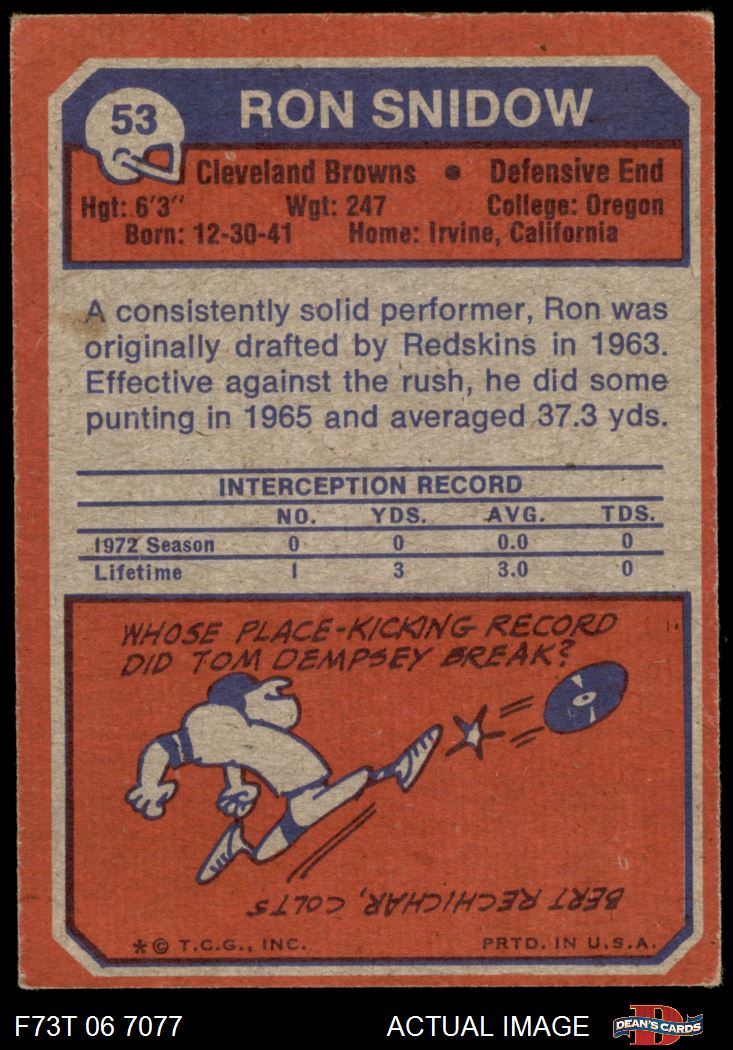 53
RON SNIDOW
Cleveland Browns • Defensive End
Hgt: 6'3" Wgt: 247 College: Oregon
Born: 12-30-41 Home: Irvine, California
A consistently solid performer, Ron was
originally drafted by Redskins in 1963.
Effective against the rush, he did some
punting in 1965 and averaged 37.3 yds.
INTERCEPTION RECORD
NO. YDS. AVG. TDS.
1972 Season 0 0 0.0 0
Lifetime 1 3 3.0 0
WHOSE PLACE-KICKING RECORD
DID TOM DEMPSEY BREAK?
BERT RECHICHAR, COLTS
*© T.C.G., INC. PRTD. IN U.S.A.
F73T 06 7077 ACTUAL IMAGE
D
DEAN'S CARDS